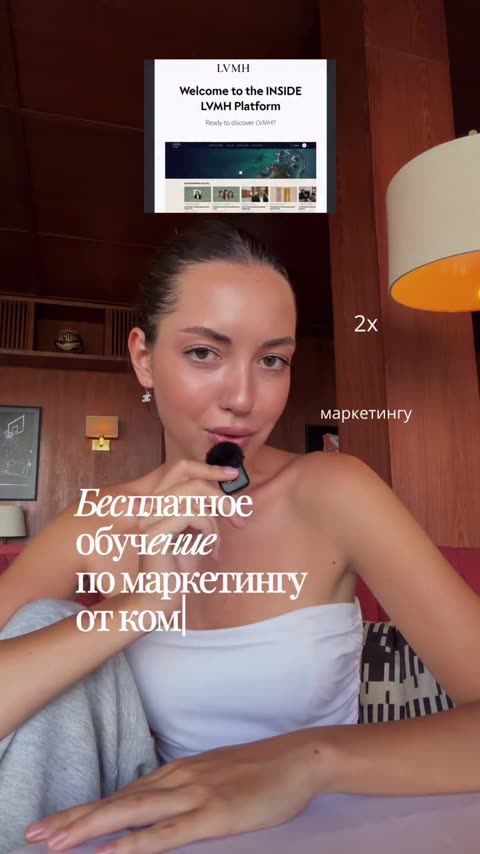 LVMH
Welcome to the INSIDE
LVMH Platform
Ready to discover LVMH?
2x
маркетингу
Бесплатное
обучение
по маркетингу
от ком